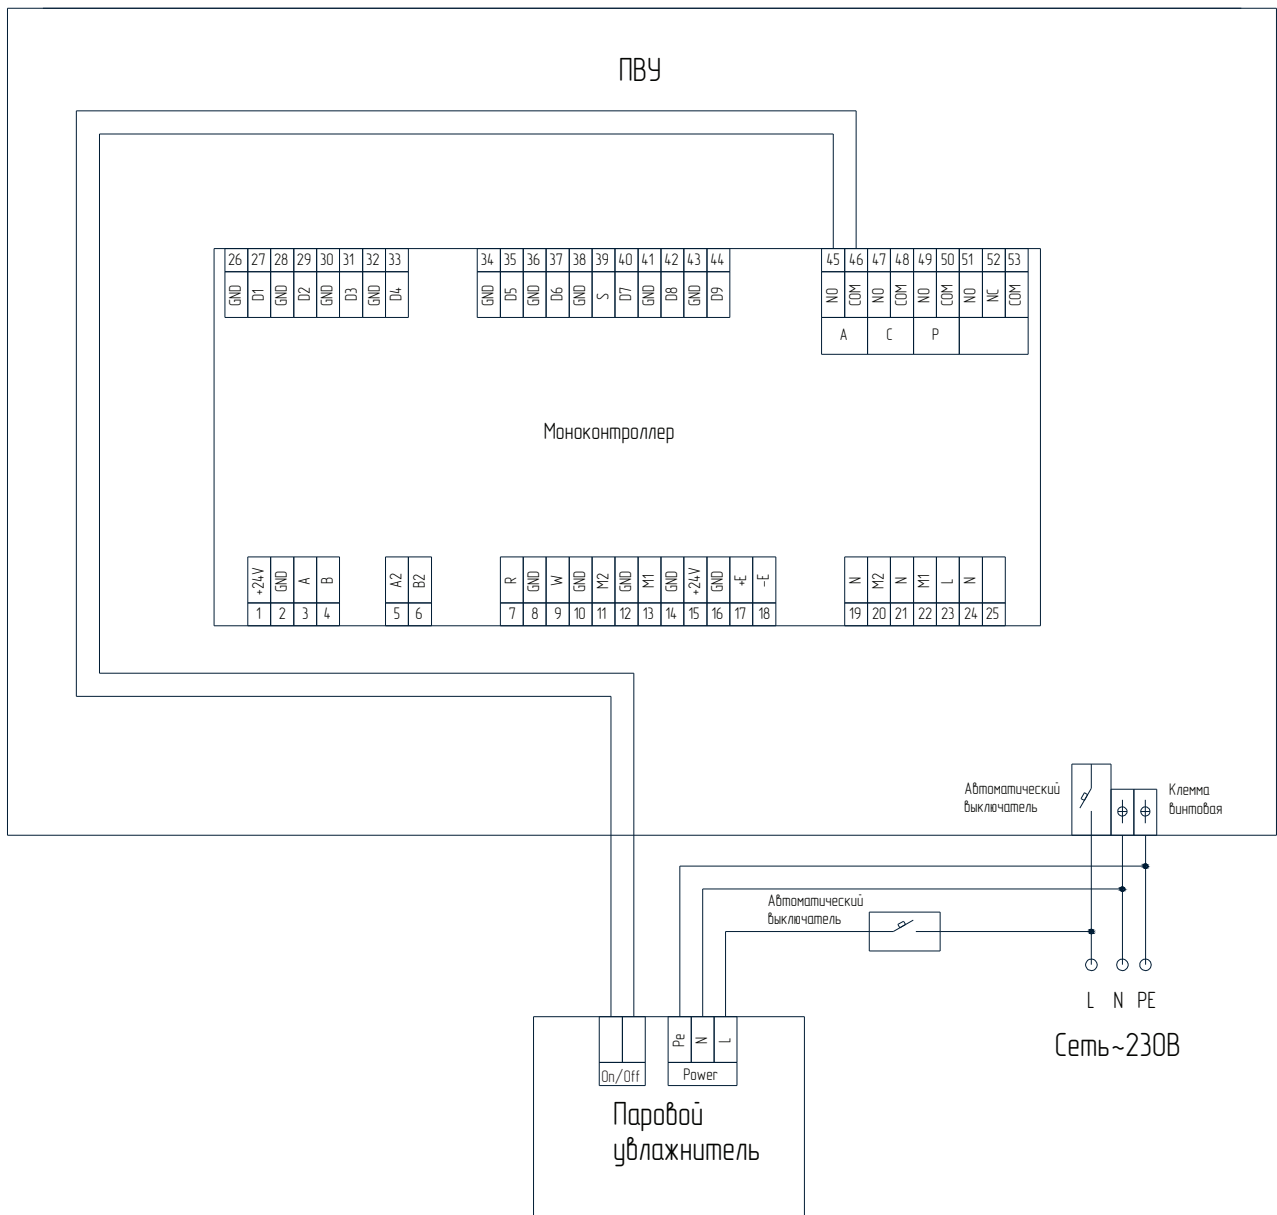 ПВУ
26 27 28 29 30 31 32 33
GND D1 GND D2 GND D3 GND D4
34 35 36 37 38 39 40 41 42 43 44
GND D5 GND D6 GND S D7 GND D8 GND D9
45 46 47 48 49 50 51 52 53
NO COM NO COM NO COM NO NC COM
A C P
Моноконтроллер
+24V GND A B
1 2 3 4
A2 B2
5 6
R GND W GND M2 GND M1 GND +24V GND +E -E
7 8 9 10 11 12 13 14 15 16 17 18
N M2 N M1 L N
19 20 21 22 23 24 25
Автоматический
выключатель
Клемма
винтовая
Автоматический
выключатель
L N PE
Сеть~230В
Pe N L
On/Off
Power
Паровой
увлажнитель